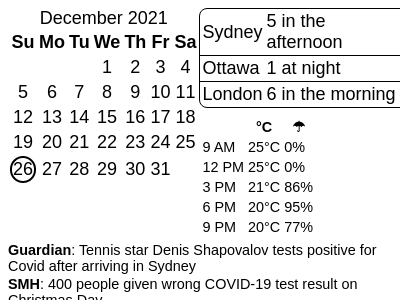 December 2021
Su Mo Tu We Th Fr Sa
1 2 3 4
5 6 7 8 9 10 11
12 13 14 15 16 17 18
19 20 21 22 23 24 25
26 27 28 29 30 31
Sydney 5 in the
afternoon
Ottawa 1 at night
London 6 in the morning
°C ☂
9 AM 25°C 0%
12 PM 25°C 0%
3 PM 21°C 86%
6 PM 20°C 95%
9 PM 20°C 77%
Guardian: Tennis star Denis Shapovalov tests positive for
Covid after arriving in Sydney
SMH: 400 people given wrong COVID-19 test result on
Christmas Day